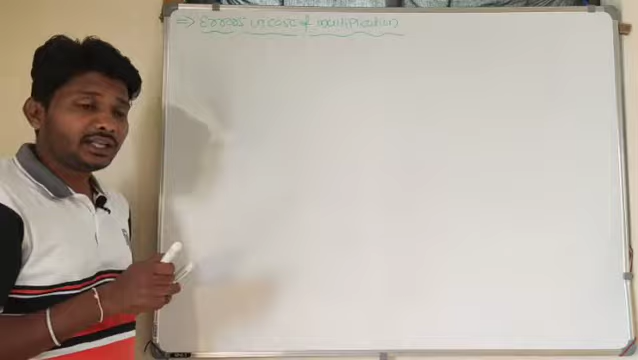 ⇒ Errors in case of multiplication